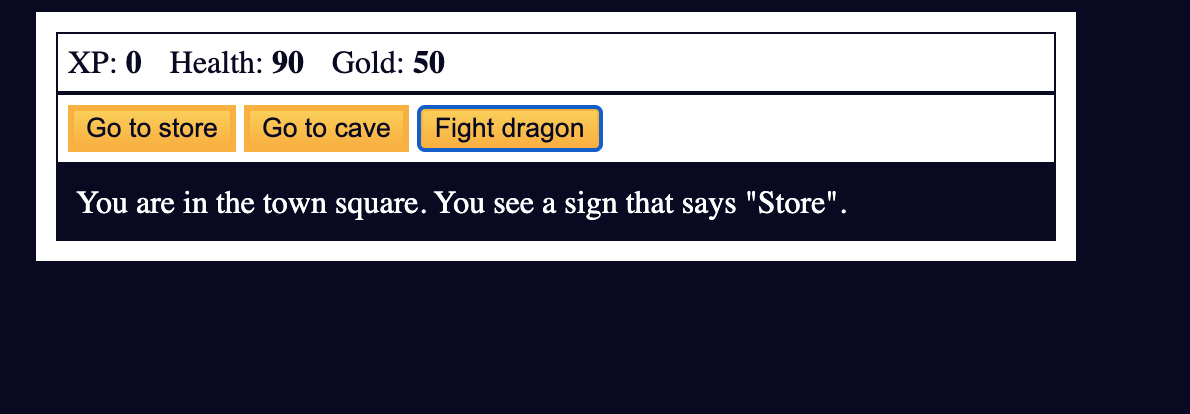 XP: 0 Health: 90 Gold: 50
Go to store Go to cave Fight dragon
You are in the town square. You see a sign that says "Store".